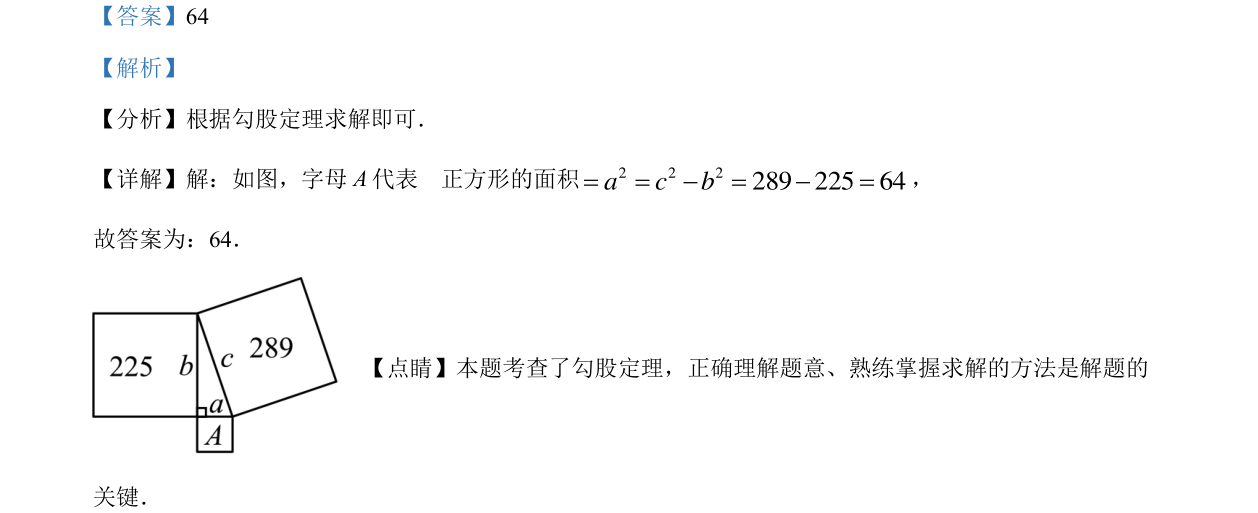 【答案】64
【解析】
【分析】根据勾股定理求解即可．
【详解】解：如图，字母 A 代表　正方形的面积 = a² = c² − b² = 289 − 225 = 64，
故答案为：64．
225 b c 289
a
A
【点睛】本题考查了勾股定理，正确理解题意、熟练掌握求解的方法是解题的
关键．